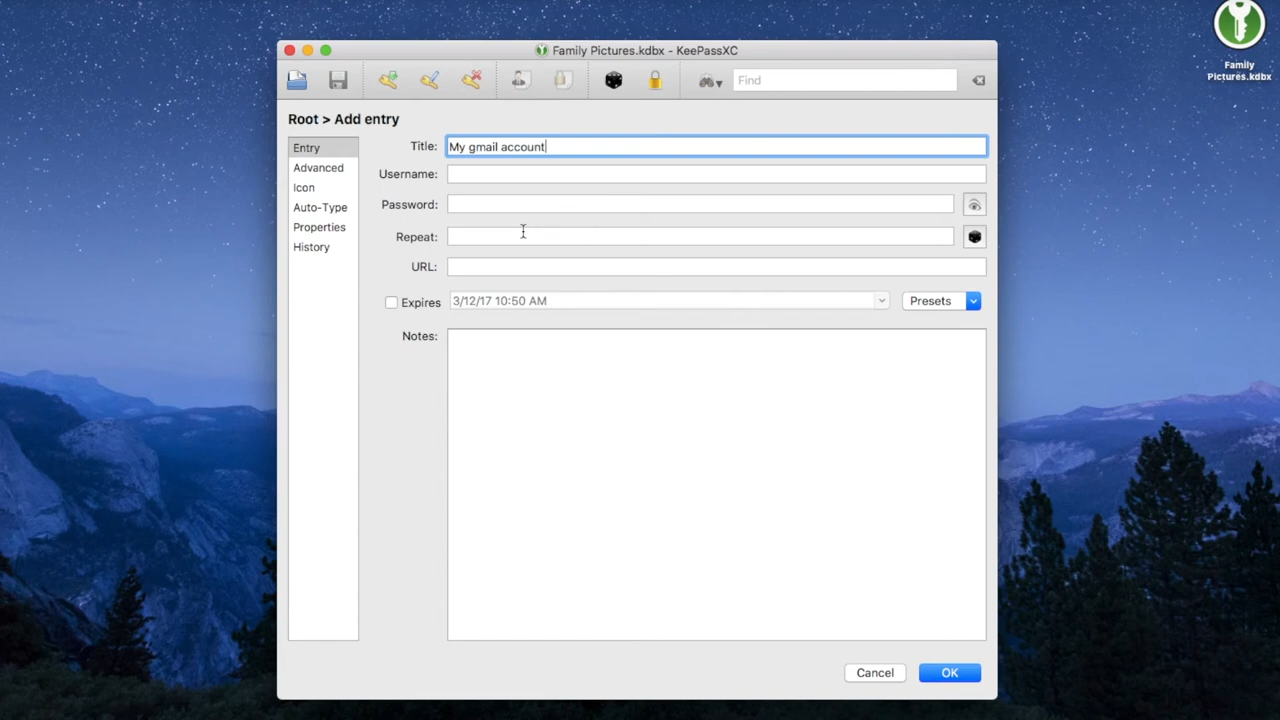 Family Pictures.kdbx - KeePassXC
Find
Family
Pictures.kdbx
Root > Add entry
Entry
Advanced
Icon
Auto-Type
Properties
History
Title: My gmail account
Username:
Password:
Repeat:
URL:
Expires 3/12/17 10:50 AM Presets
Notes:
Cancel OK